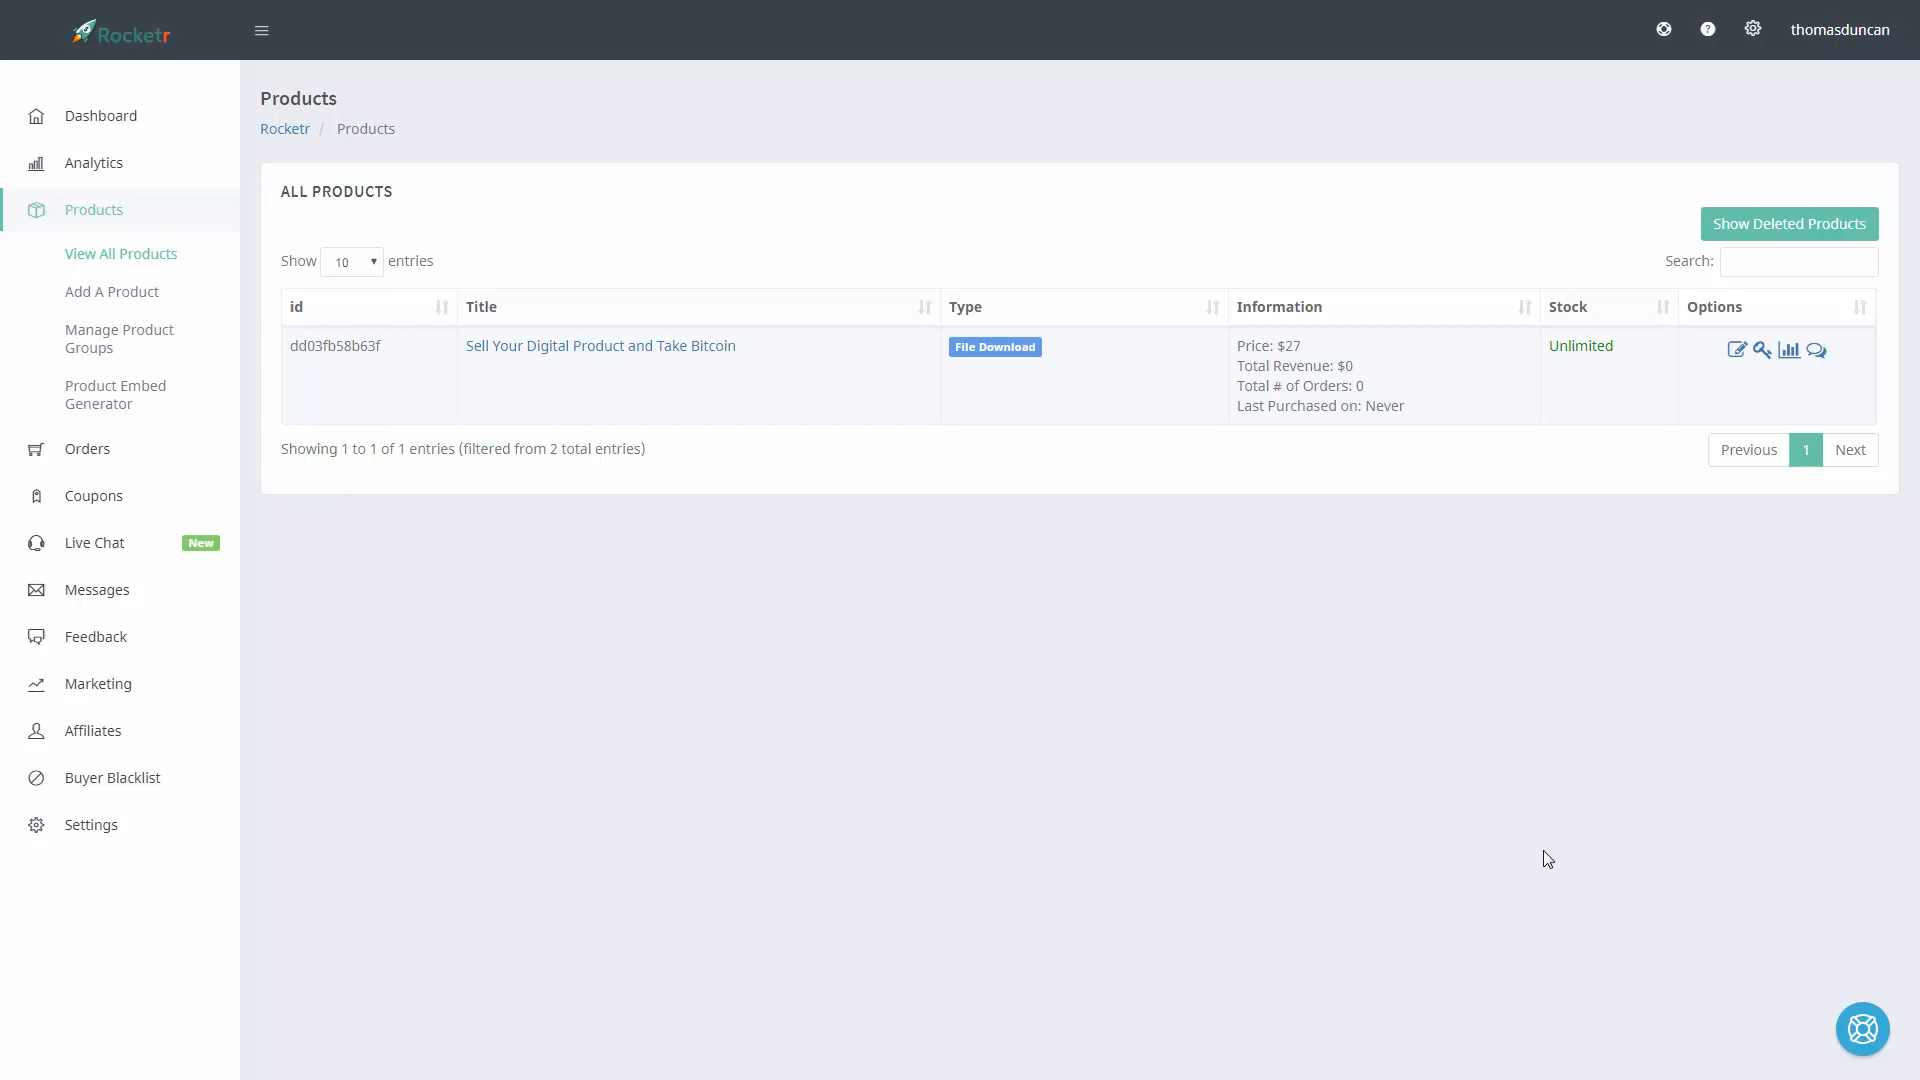 Rocketr
thomasduncan
Dashboard
Analytics
Products
View All Products
Add A Product
Manage Product
Groups
Product Embed
Generator
Orders
Coupons
Live Chat New
Messages
Feedback
Marketing
Affiliates
Buyer Blacklist
Settings
Products
Rocketr / Products
ALL PRODUCTS
Show Deleted Products
Show 10 entries
Search:
id Title Type Information Stock Options
dd03fb58b63f Sell Your Digital Product and Take Bitcoin File Download Price: $27 Unlimited
Total Revenue: $0
Total # of Orders: 0
Last Purchased on: Never
Showing 1 to 1 of 1 entries (filtered from 2 total entries)
Previous 1 Next